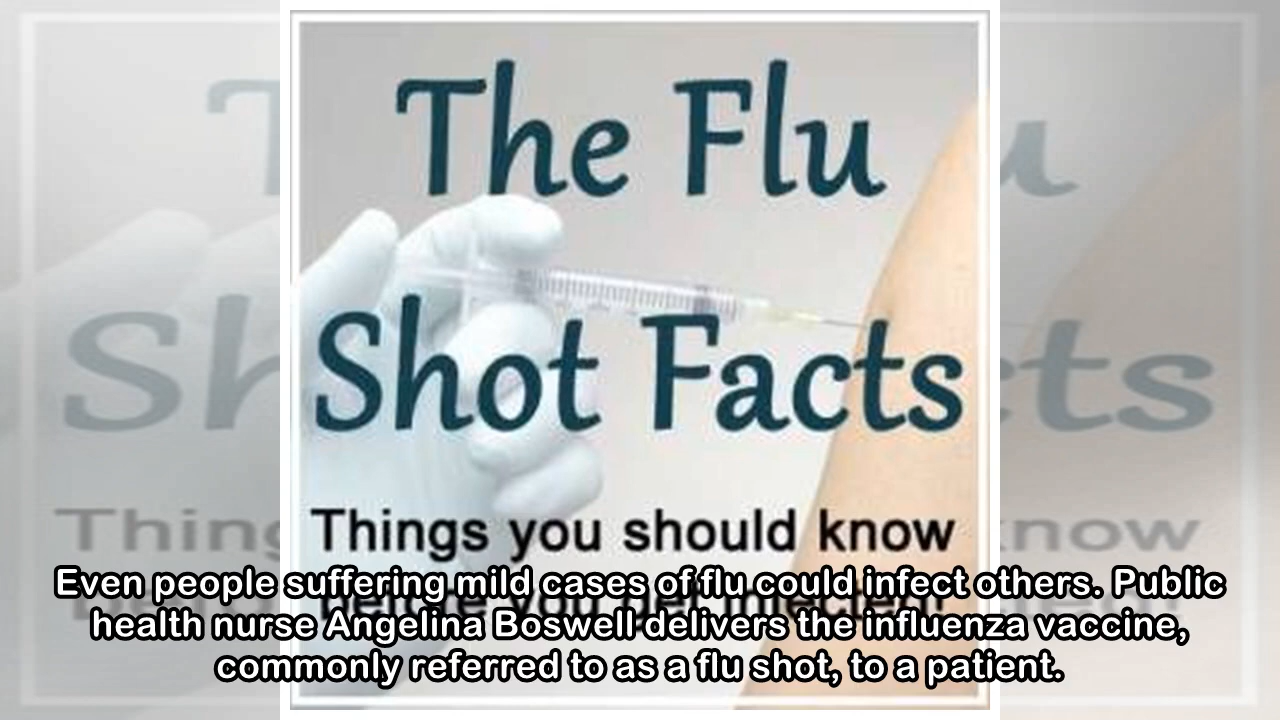 The Flu
Shot Facts
Things you should know
Even people suffering mild cases of flu could infect others. Public
health nurse Angelina Boswell delivers the influenza vaccine,
commonly referred to as a flu shot, to a patient.